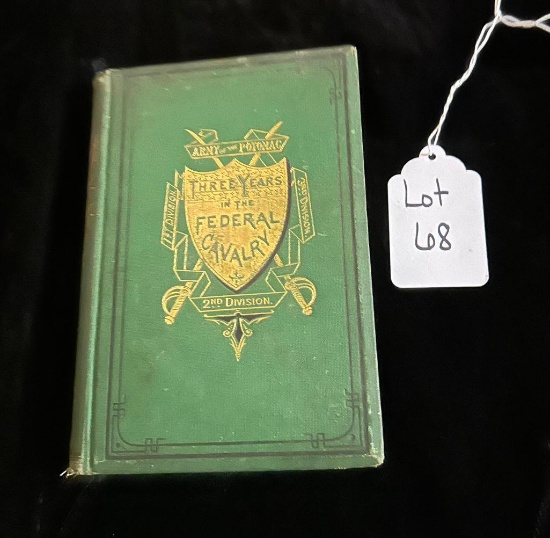 ARMY OF THE POTOMAC
THREE YEARS
IN THE
FEDERAL
CAVALRY
1ST DIVISION
3RD DIVISION.
2ND DIVISION.
Lot
68